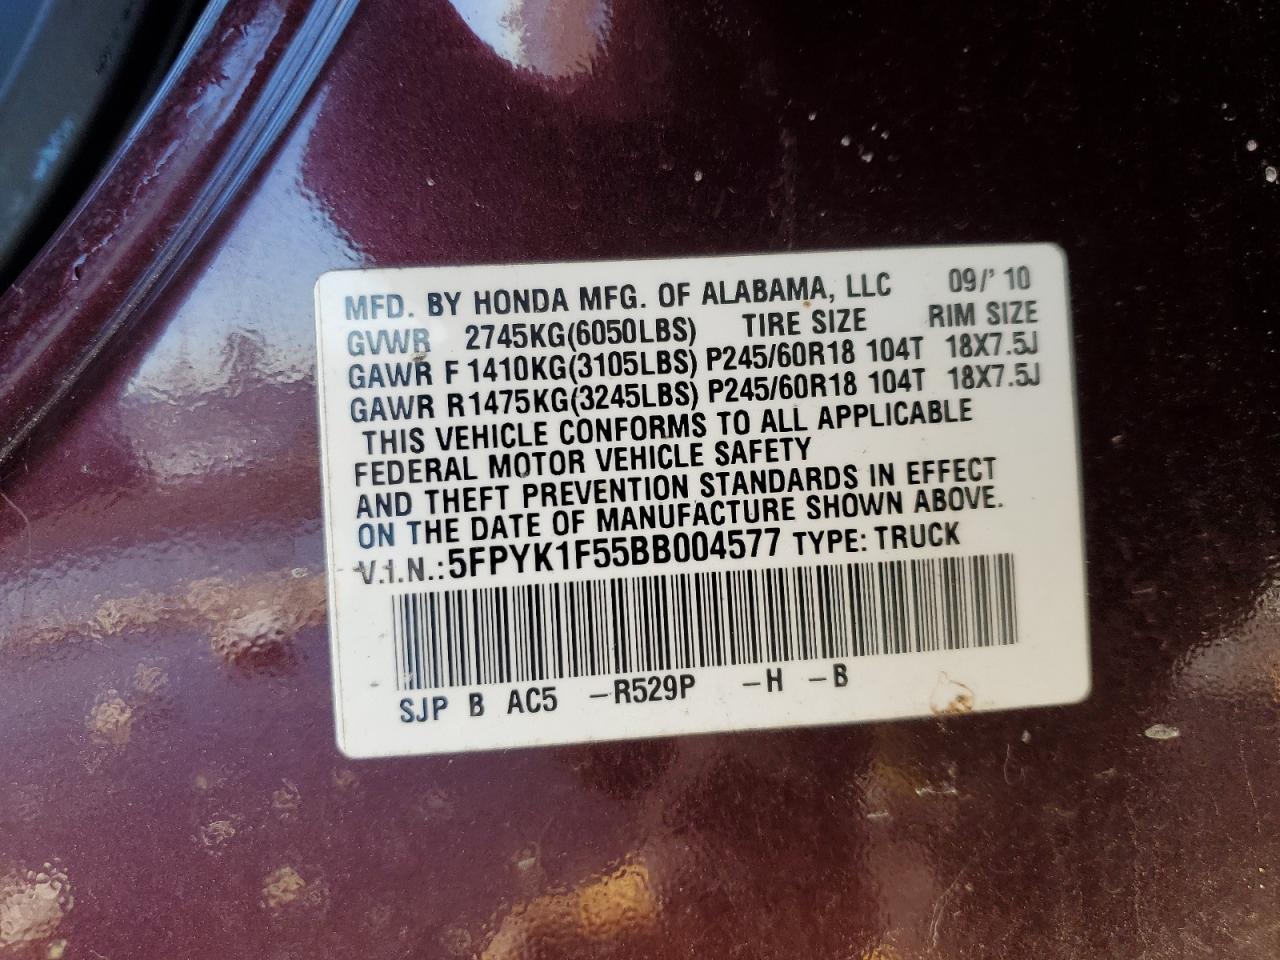 MFD. BY HONDA MFG. OF ALABAMA, LLC 09/'10
GVWR 2745KG(6050LBS) TIRE SIZE RIM SIZE
GAWR F 1410KG(3105LBS) P245/60R18 104T 18X7.5J
GAWR R1475KG(3245LBS) P245/60R18 104T 18X7.5J
THIS VEHICLE CONFORMS TO ALL APPLICABLE
FEDERAL MOTOR VEHICLE SAFETY
AND THEFT PREVENTION STANDARDS IN EFFECT
ON THE DATE OF MANUFACTURE SHOWN ABOVE.
V.I.N.:5FPYK1F55BB004577 TYPE: TRUCK
SJP B AC5 -R529P -H -B